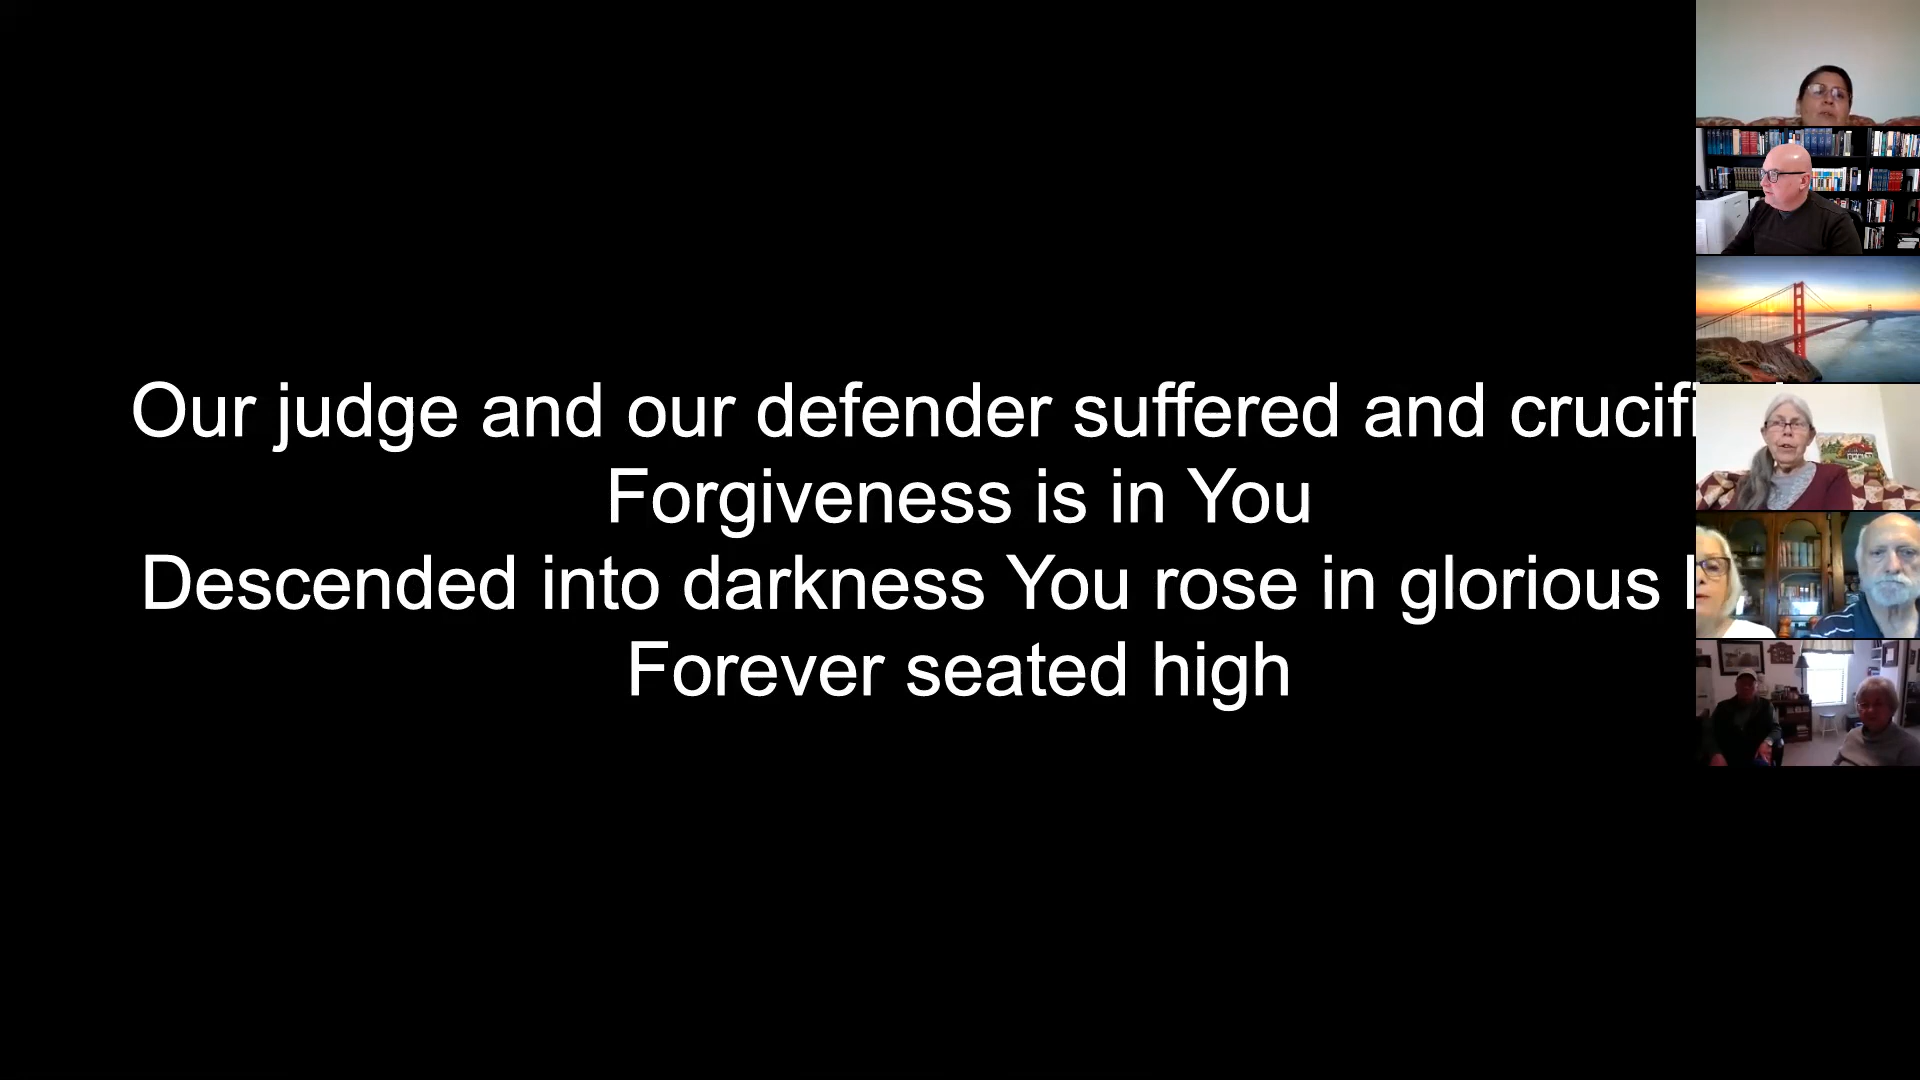 Our judge and our defender suffered and crucifi
Forgiveness is in You
Descended into darkness You rose in glorious l
Forever seated high